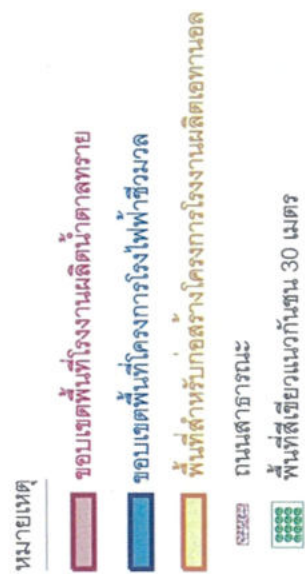 หมายเหตุ
ขอบเขตพื้นที่โรงงานผลิตน้ำตาลทราย
ขอบเขตพื้นที่โครงการโรงไฟฟ้าชีวมวล
พื้นที่สำหรับก่อสร้างโครงการโรงงานผลิตเอทานอล
ถนนสาธารณะ
พื้นที่สีเขียวแนวกันชน 30 เมตร